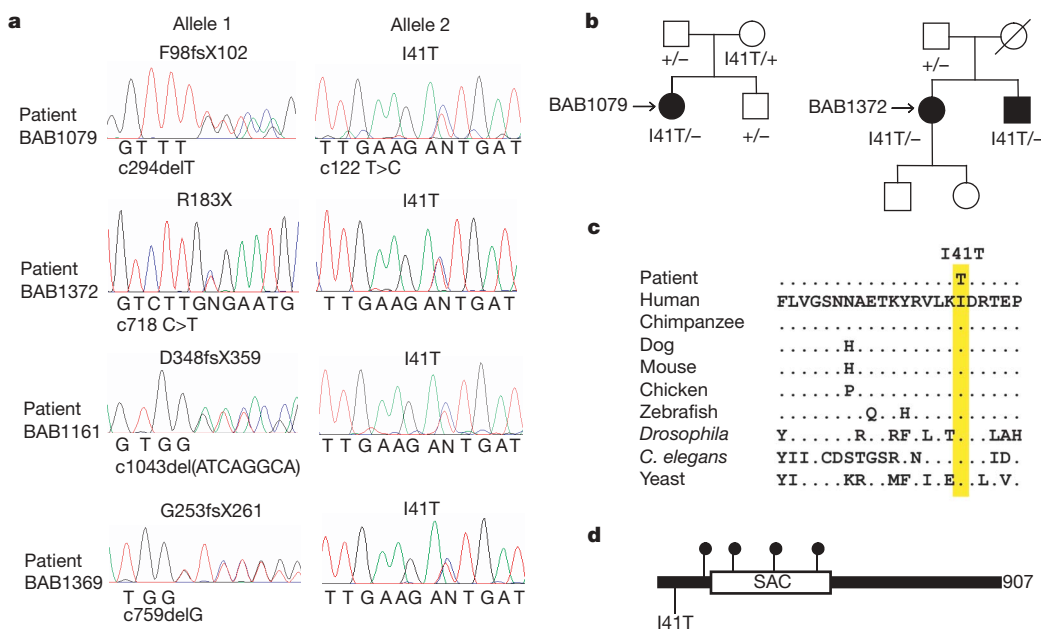 a
Allele 1 Allele 2
F98fsX102 I41T
Patient
BAB1079
G T T T T T G A A G A N T G A T
c294delT c122 T>C
R183X I41T
Patient
BAB1372
G T C T T G N G A A T G T T G A A G A N T G A T
c718 C>T
D348fsX359 I41T
Patient
BAB1161
G T G G T T G A A G A N T G A T
c1043del(ATCAGGCA)
G253fsX261 I41T
Patient
BAB1369
T G G T T G A A G A N T G A T
c759delG
b
+/− I41T/+
BAB1079
I41T/− +/−
+/−
BAB1372
I41T/− I41T/−
c
I41T
Patient T
Human FLVGSNNAETKYRVLKIDRTEP
Chimpanzee ......................
Dog ......H...............
Mouse ......H...............
Chicken ......P...............
Zebrafish ........Q..H..........
Drosophila Y......R..RF.L.T...LAH
C. elegans YII.CDSTGSR.N.......ID.
Yeast YI....KR..MF.I.E..L.V.
d
SAC
907
I41T